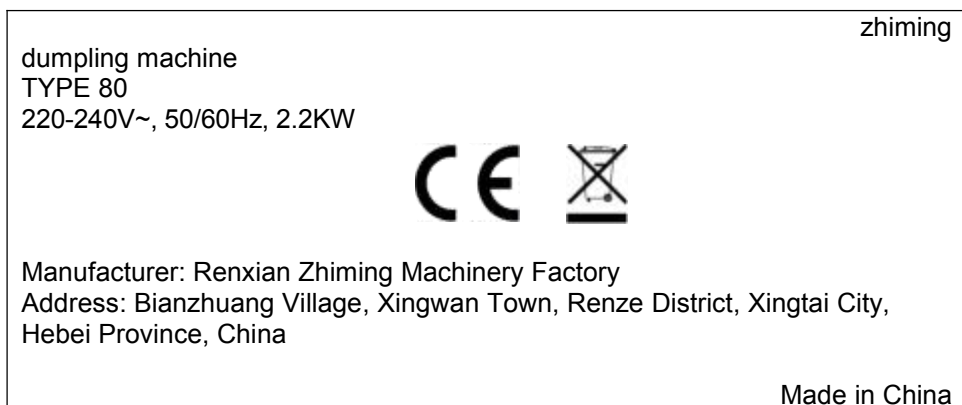 zhiming
dumpling machine
TYPE 80
220-240V~, 50/60Hz, 2.2KW
CE
Manufacturer: Renxian Zhiming Machinery Factory
Address: Bianzhuang Village, Xingwan Town, Renze District, Xingtai City,
Hebei Province, China
Made in China